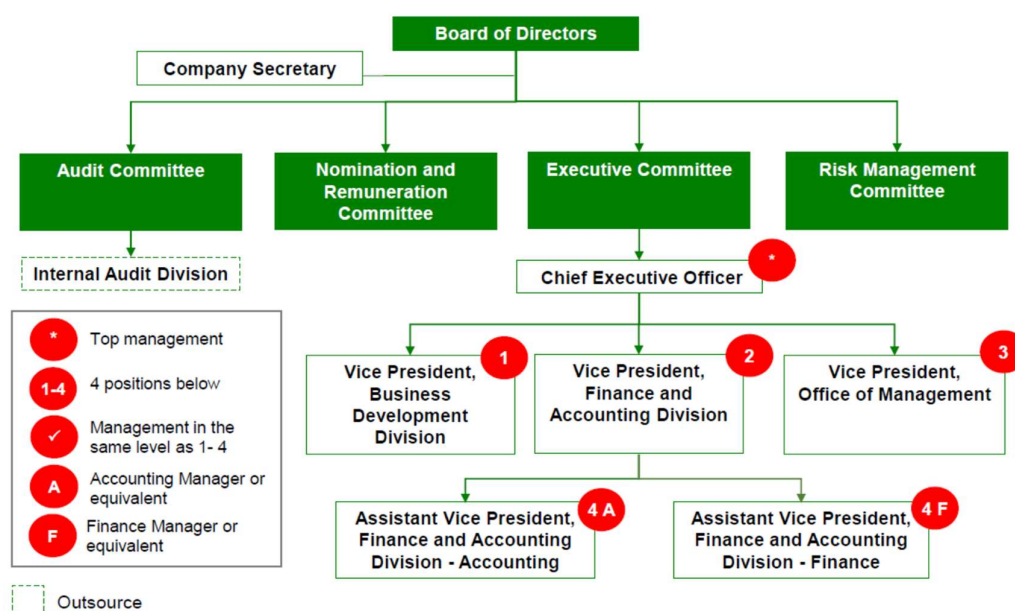 Board of Directors
Company Secretary
Audit Committee
Nomination and
Remuneration
Committee
Executive Committee
Risk Management
Committee
Internal Audit Division
Chief Executive Officer
*
*
Top management
1-4
4 positions below
✓
Management in the
same level as 1- 4
A
Accounting Manager or
equivalent
F
Finance Manager or
equivalent
Outsource
1
Vice President,
Business
Development
Division
2
Vice President,
Finance and
Accounting Division
3
Vice President,
Office of Management
4 A
Assistant Vice President,
Finance and Accounting
Division - Accounting
4 F
Assistant Vice President,
Finance and Accounting
Division - Finance